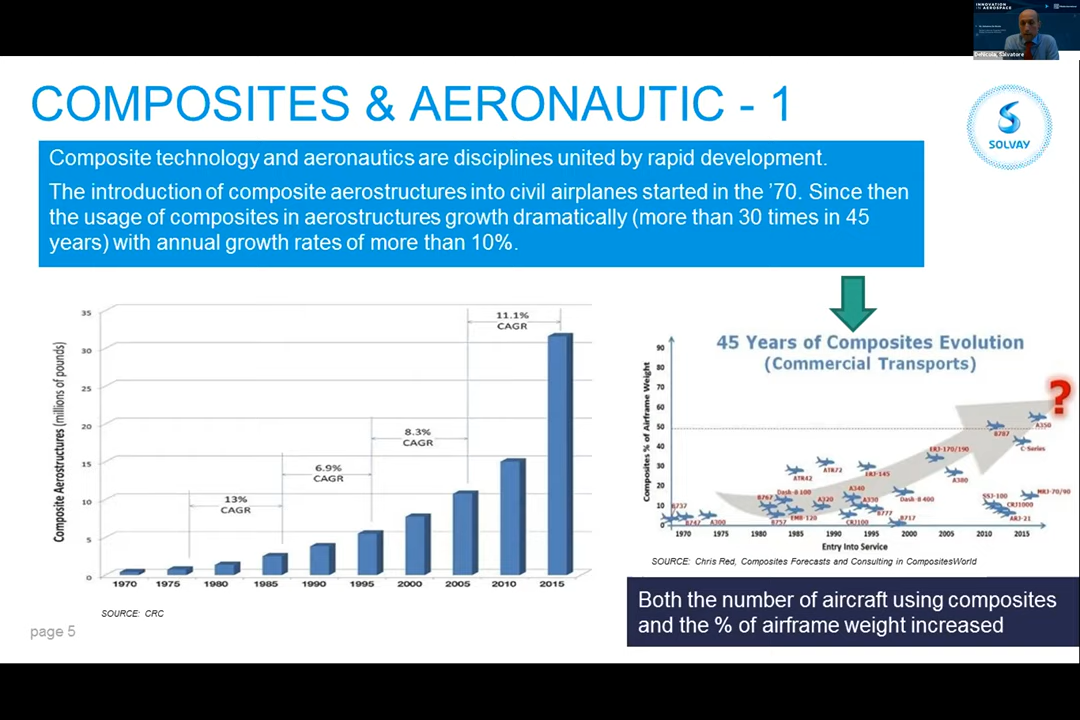 INNOVATION
IN AEROSPACE
DeNicola, Salvatore
COMPOSITES & AERONAUTIC - 1
SOLVAY
Composite technology and aeronautics are disciplines united by rapid development.
The introduction of composite aerostructures into civil airplanes started in the ’70. Since then
the usage of composites in aerostructures growth dramatically (more than 30 times in 45
years) with annual growth rates of more than 10%.
Composite Aerostructures (millions of pounds)
35
30
25
20
15
10
5
0
13%
CAGR
6.9%
CAGR
8.3%
CAGR
11.1%
CAGR
1970 1975 1980 1985 1990 1995 2000 2005 2010 2015
SOURCE: CRC
45 Years of Composites Evolution
(Commercial Transports)
?
Composites % of Airframe Weight
90
80
70
60
50
40
30
20
10
0
B737
B747
A300
B767
Dash-8 100
B757
EMB-120
ATR42
ATR72
A320
A340
A330
ERJ-145
CRJ100
B777
Dash-8 400
B717
ERJ-170/190
A380
B787
A350
C-Series
SSJ-100
CRJ1000
ARJ-21
MRJ-70/90
1970 1975 1980 1985 1990 1995 2000 2005 2010 2015
Entry Into Service
SOURCE: Chris Red, Composites Forecasts and Consulting in CompositesWorld
Both the number of aircraft using composites
and the % of airframe weight increased
page 5